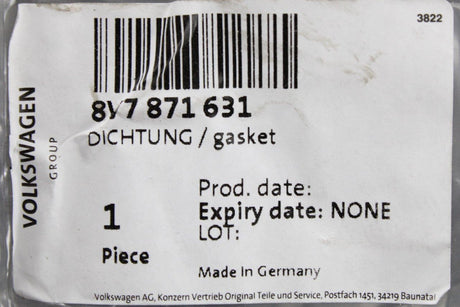 3822
8V7 871 631
DICHTUNG / gasket
VOLKSWAGEN
GROUP
Prod. date:
1 Expiry date: NONE
LOT:
Piece
Made In Germany
Volkswagen AG, Konzern Vertrieb Original Teile und Service, Postfach 1451, 34219 Baunatal